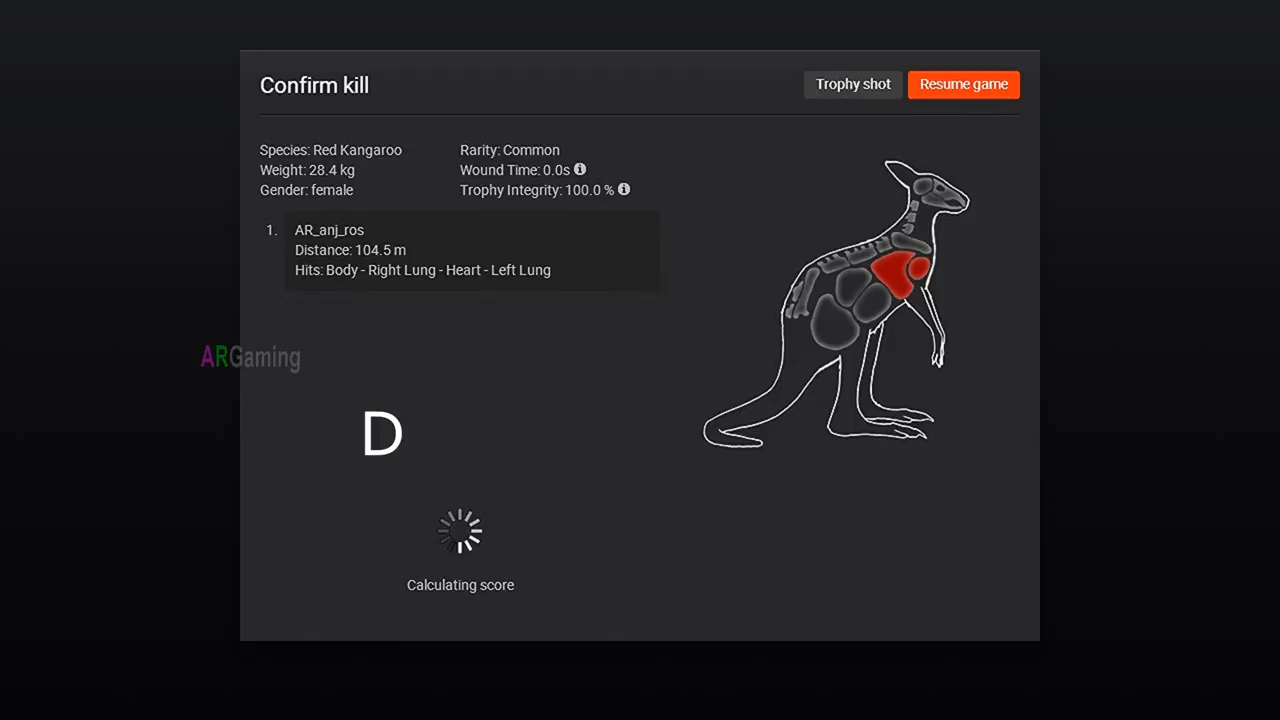 Confirm kill
Trophy shot
Resume game
Species: Red Kangaroo
Rarity: Common
Weight: 28.4 kg
Wound Time: 0.0s
Gender: female
Trophy Integrity: 100.0 %
1. AR_anj_ros
Distance: 104.5 m
Hits: Body - Right Lung - Heart - Left Lung
ARGaming
D
Calculating score